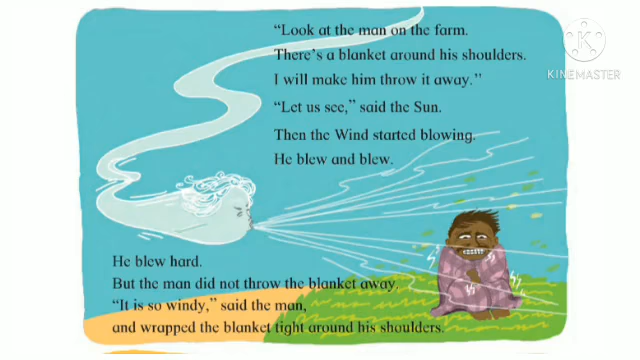 “Look at the man on the farm.
There’s a blanket around his shoulders.
I will make him throw it away.”
“Let us see,” said the Sun.
Then the Wind started blowing.
He blew and blew.
KINEMASTER
He blew hard.
But the man did not throw the blanket away.
“It is so windy,” said the man,
and wrapped the blanket tight around his shoulders.